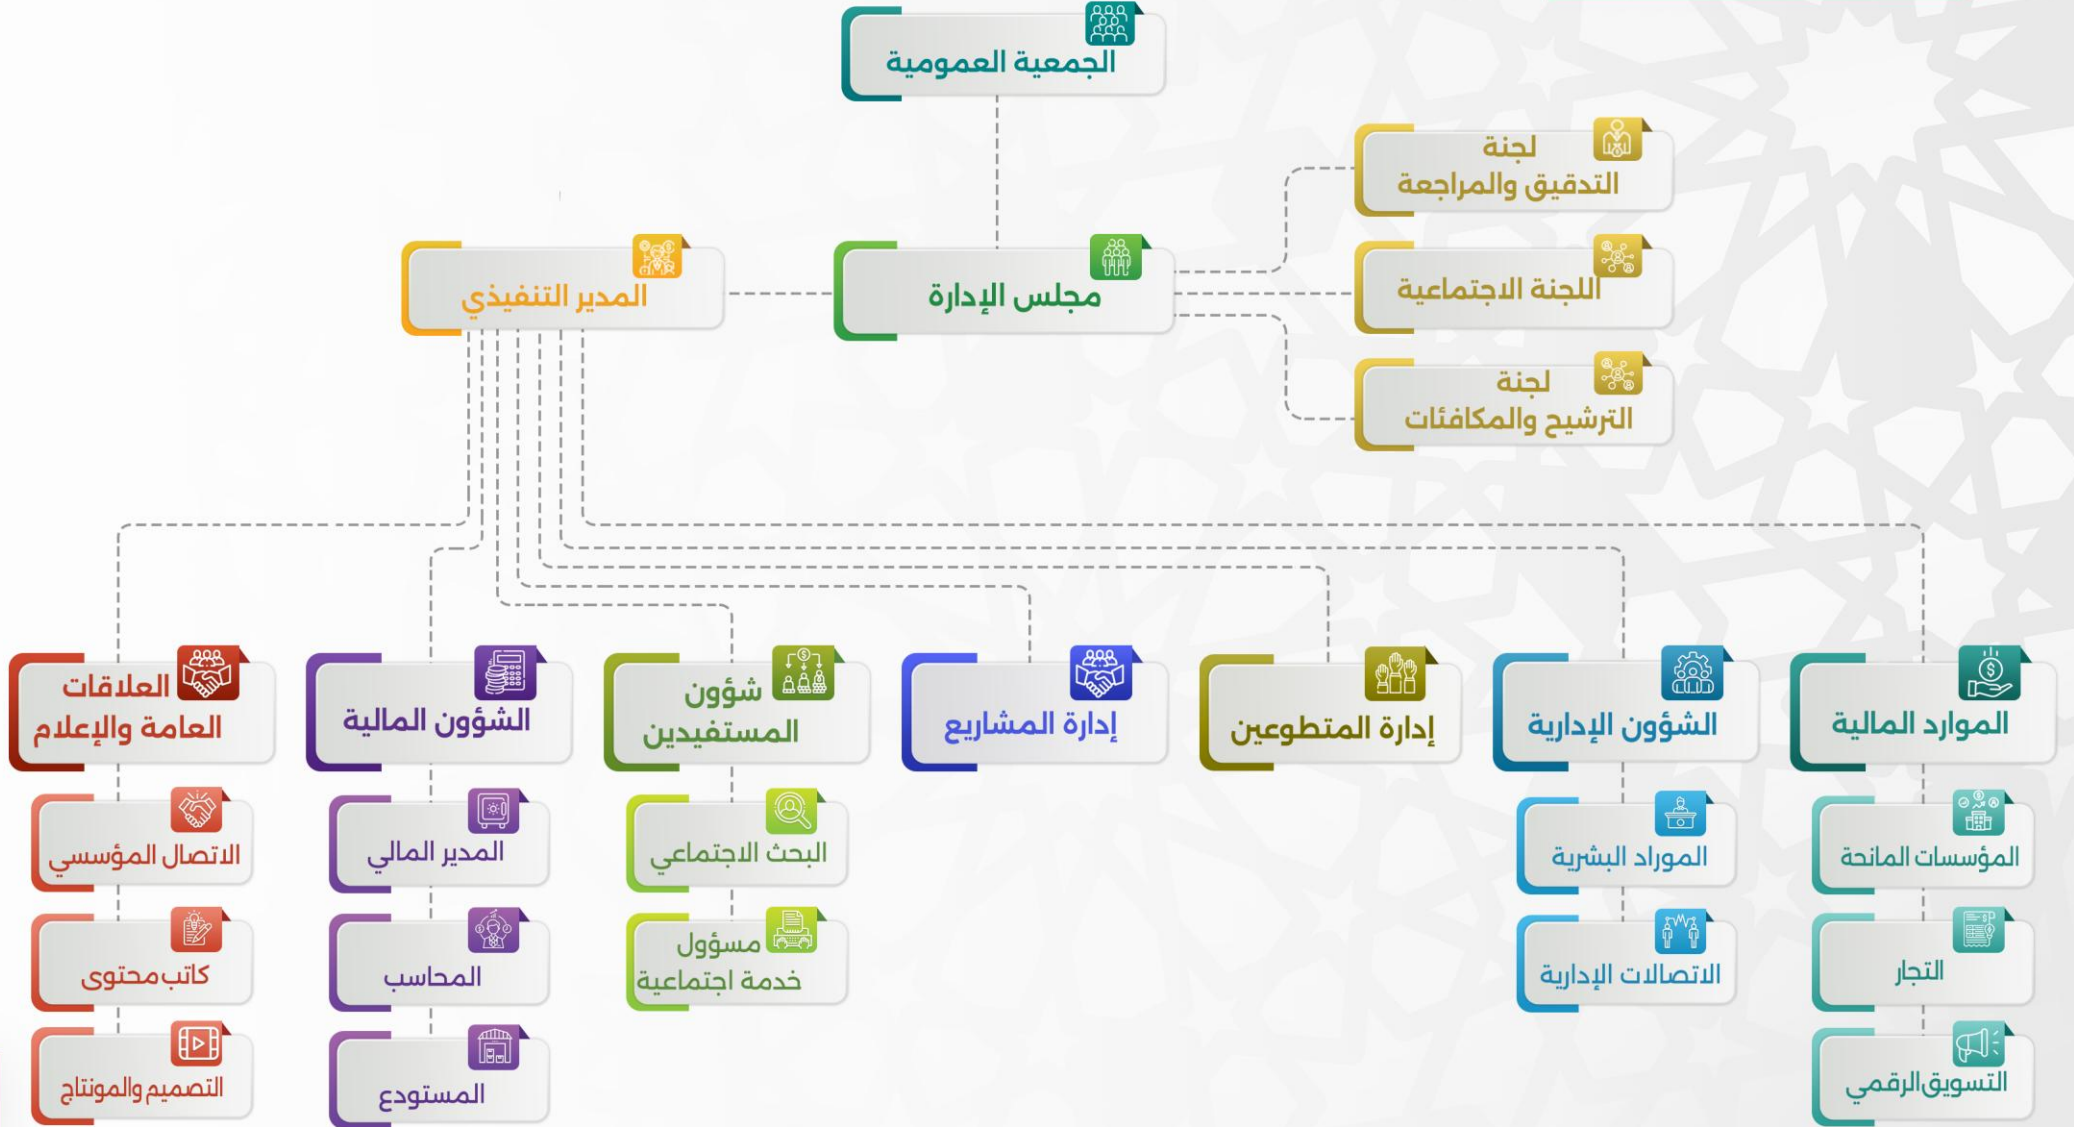 الجمعية العمومية
لجنة
التدقيق والمراجعة
مجلس الإدارة
المدير التنفيذي
اللجنة الاجتماعية
لجنة
الترشيح والمكافئات
الموارد المالية
الشؤون الإدارية
إدارة المتطوعين
إدارة المشاريع
شؤون
المستفيدين
الشؤون المالية
العلاقات
العامة والإعلام
المؤسسات المانحة
الموراد البشرية
البحث الاجتماعي
المدير المالي
الاتصال المؤسسي
التجار
الاتصالات الإدارية
مسؤول
خدمة اجتماعية
المحاسب
كاتب محتوى
التسويق الرقمي
المستودع
التصميم والمونتاج